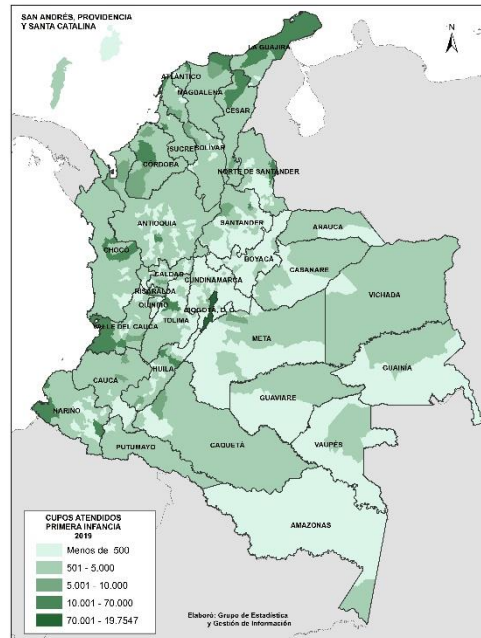 SAN ANDRÉS, PROVIDENCIA
Y SANTA CATALINA
N
LA GUAJIRA
ATLÁNTICO
MAGDALENA
CESAR
SUCRE
BOLÍVAR
CÓRDOBA
NORTE DE SANTANDER
ANTIOQUIA
SANTANDER
ARAUCA
CHOCÓ
BOYACÁ
CASANARE
CALDAS
CUNDINAMARCA
RISARALDA
VICHADA
QUINDÍO
BOGOTÁ, D. C.
TOLIMA
VALLE DEL CAUCA
META
GUAINÍA
HUILA
CAUCA
GUAVIARE
NARIÑO
VAUPÉS
PUTUMAYO
CAQUETÁ
AMAZONAS
CUPOS ATENDIDOS
PRIMERA INFANCIA
2019
Menos de 500
501 - 5.000
5.001 - 10.000
10.001 - 70.000
70.001 - 19.7547
Elaboró: Grupo de Estadística
y Gestión de Información